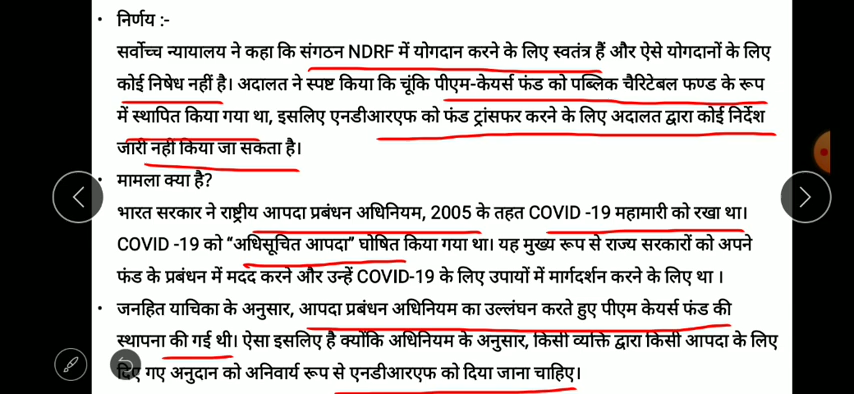 • निर्णय :-
सर्वोच्च न्यायालय ने कहा कि संगठन NDRF में योगदान करने के लिए स्वतंत्र हैं और ऐसे योगदानों के लिए
कोई निषेध नहीं है। अदालत ने स्पष्ट किया कि चूंकि पीएम-केयर्स फंड को पब्लिक चैरिटेबल फण्ड के रूप
में स्थापित किया गया था, इसलिए एनडीआरएफ को फंड ट्रांसफर करने के लिए अदालत द्वारा कोई निर्देश
जारी नहीं किया जा सकता है।
• मामला क्या है?
भारत सरकार ने राष्ट्रीय आपदा प्रबंधन अधिनियम, 2005 के तहत COVID -19 महामारी को रखा था।
COVID -19 को “अधिसूचित आपदा” घोषित किया गया था। यह मुख्य रूप से राज्य सरकारों को अपने
फंड के प्रबंधन में मदद करने और उन्हें COVID-19 के लिए उपायों में मार्गदर्शन करने के लिए था ।
• जनहित याचिका के अनुसार, आपदा प्रबंधन अधिनियम का उल्लंघन करते हुए पीएम केयर्स फंड की
स्थापना की गई थी। ऐसा इसलिए है क्योंकि अधिनियम के अनुसार, किसी व्यक्ति द्वारा किसी आपदा के लिए
दिए गए अनुदान को अनिवार्य रूप से एनडीआरएफ को दिया जाना चाहिए।